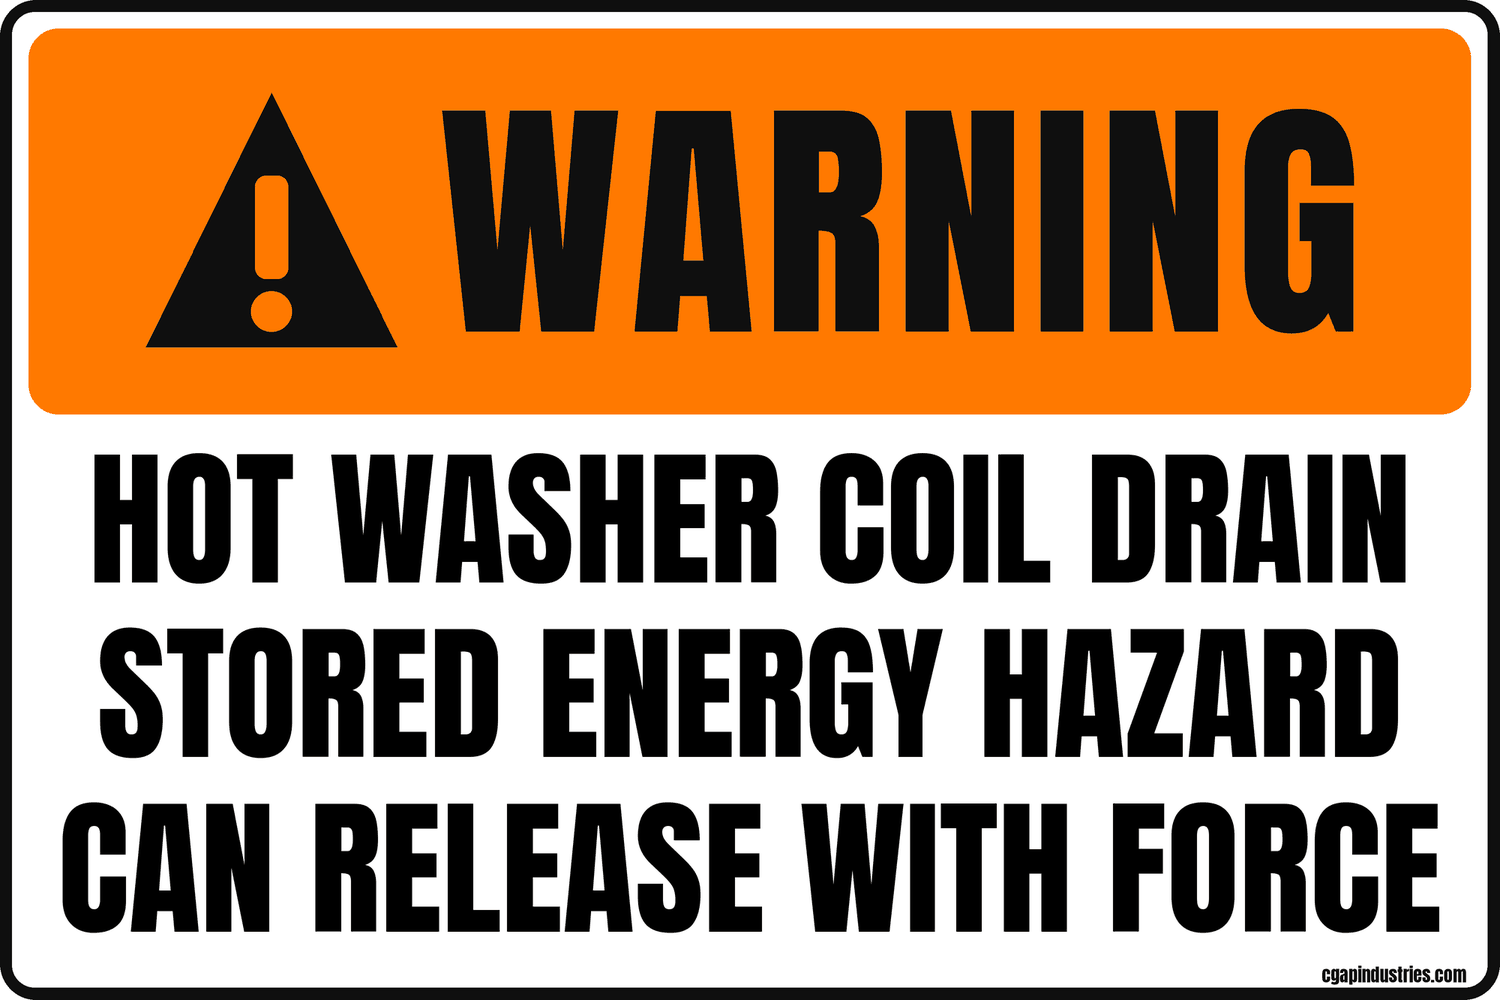 WARNING
HOT WASHER COIL DRAIN
STORED ENERGY HAZARD
CAN RELEASE WITH FORCE
cgapindustries.com